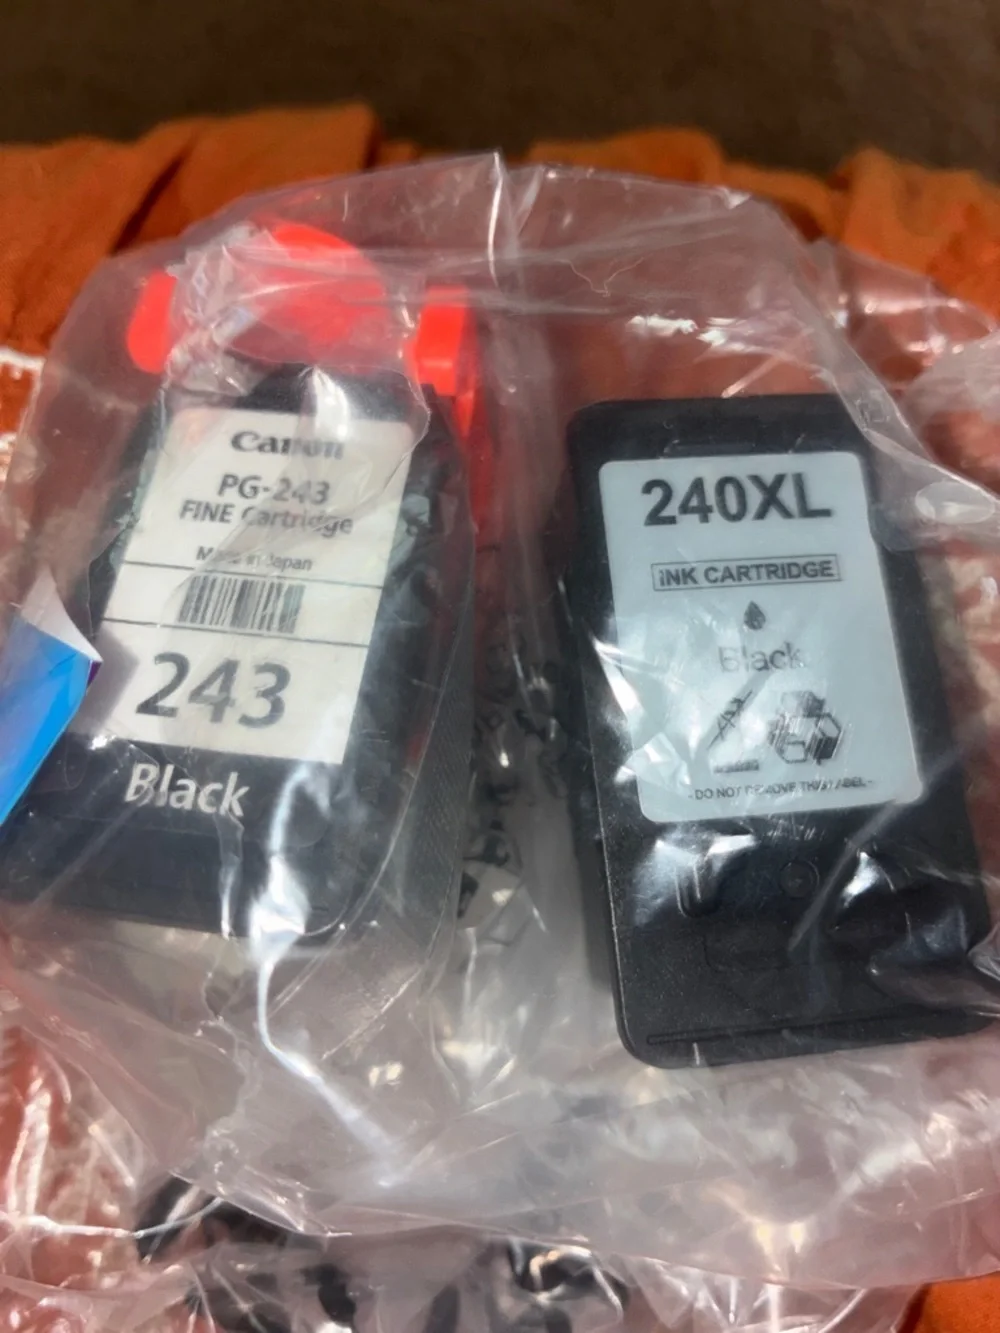 Canon
PG-243
FINE Cartridge
Made in Japan
243
Black
240XL
INK CARTRIDGE
Black
- DO NOT REMOVE THIS LABEL -